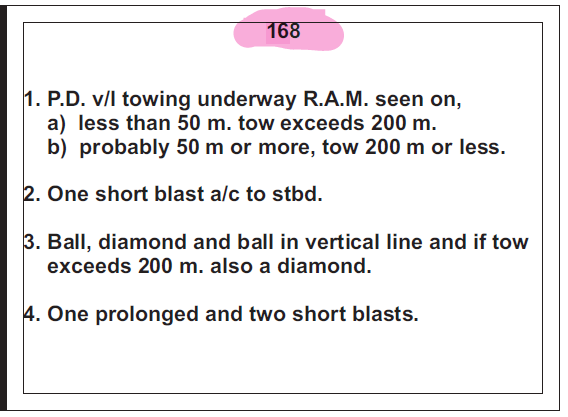 168
1. P.D. v/l towing underway R.A.M. seen on,
a) less than 50 m. tow exceeds 200 m.
b) probably 50 m or more, tow 200 m or less.
2. One short blast a/c to stbd.
3. Ball, diamond and ball in vertical line and if tow
exceeds 200 m. also a diamond.
4. One prolonged and two short blasts.